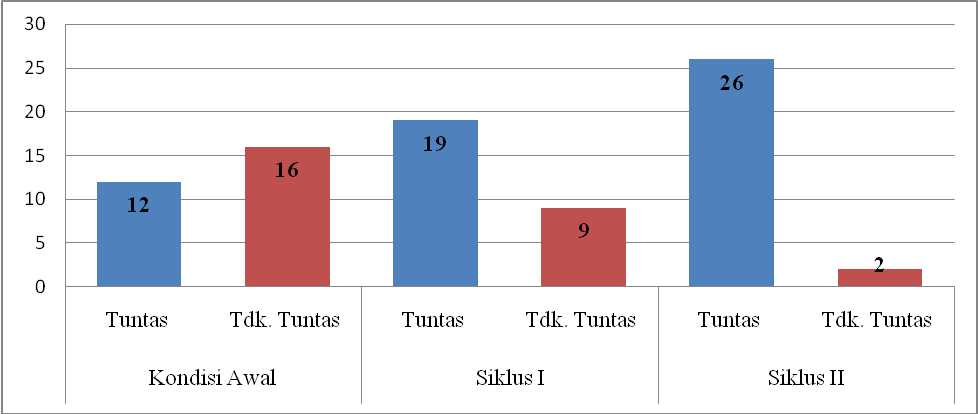 30
25
20
15
10
5
0
12
16
19
9
26
2
Tuntas
Tdk. Tuntas
Tuntas
Tdk. Tuntas
Tuntas
Tdk. Tuntas
Kondisi Awal
Siklus I
Siklus II